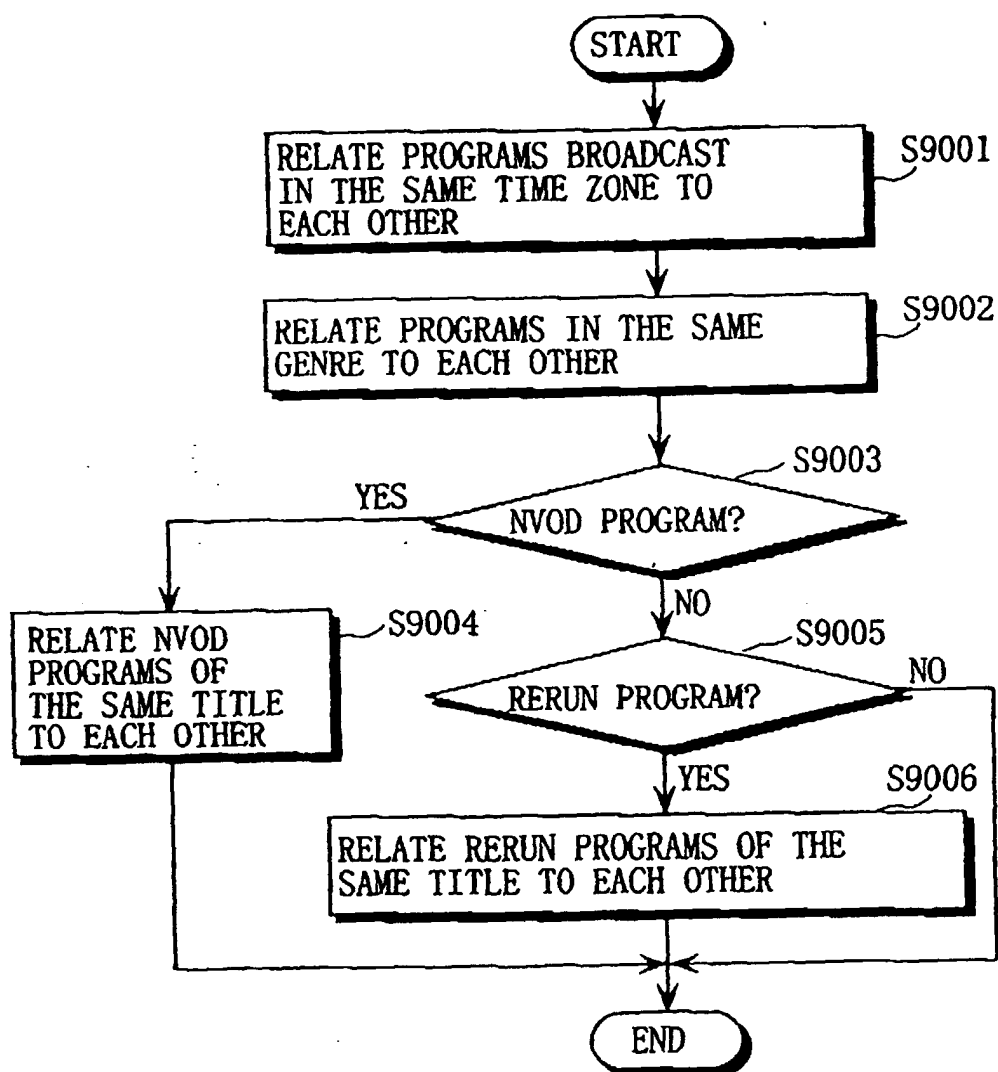 START
RELATE PROGRAMS BROADCAST
IN THE SAME TIME ZONE TO
EACH OTHER
S9001
RELATE PROGRAMS IN THE SAME
GENRE TO EACH OTHER
S9002
S9003
NVOD PROGRAM?
YES
NO
RELATE NVOD
PROGRAMS OF
THE SAME TITLE
TO EACH OTHER
S9004
S9005
RERUN PROGRAM?
NO
YES
S9006
RELATE RERUN PROGRAMS OF THE
SAME TITLE TO EACH OTHER
END